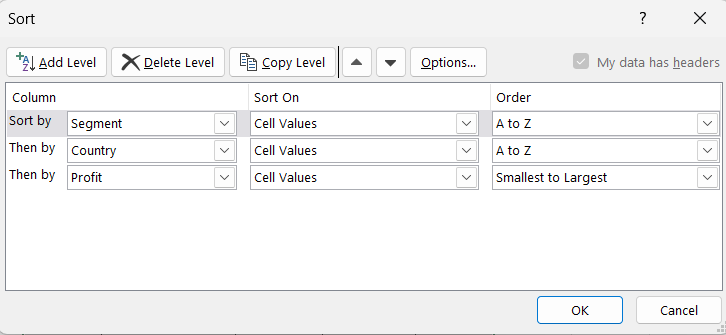 Sort ?
Add Level Delete Level Copy Level Options... My data has headers
Column Sort On Order
Sort by Segment Cell Values A to Z
Then by Country Cell Values A to Z
Then by Profit Cell Values Smallest to Largest
OK Cancel